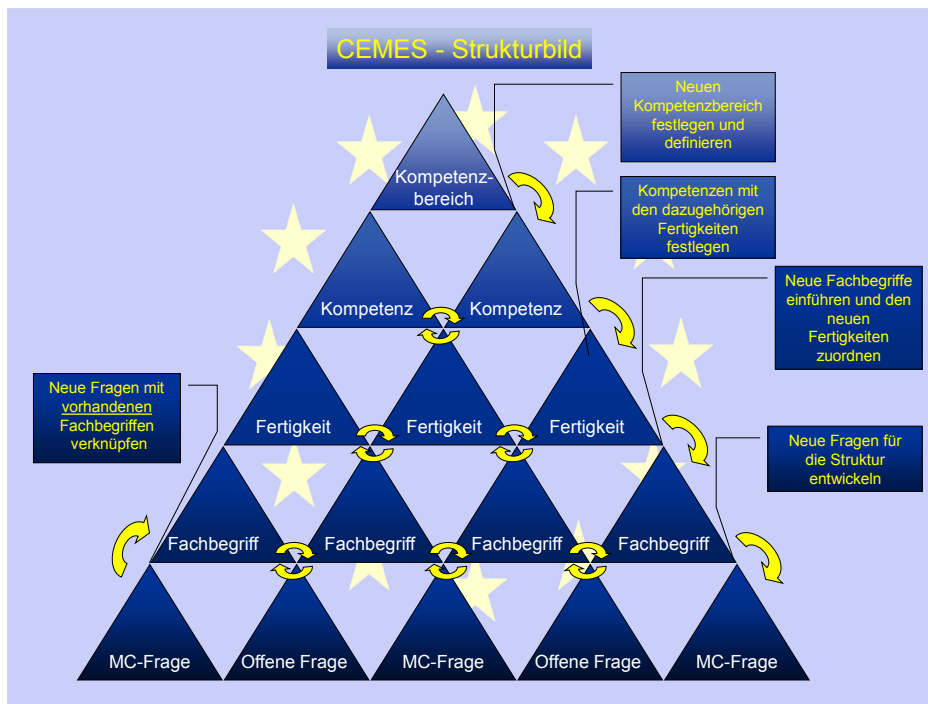 CEMES - Strukturbild
Neuen
Kompetenzbereich
festlegen und
definieren
Kompetenz-
bereich
Kompetenzen mit
den dazugehörigen
Fertigkeiten
festlegen
Kompetenz
Kompetenz
Neue Fachbegriffe
einführen und den
neuen
Fertigkeiten
zuordnen
Neue Fragen mit
vorhandenen
Fachbegriffen
verknüpfen
Fertigkeit
Fertigkeit
Fertigkeit
Neue Fragen für
die Struktur
entwickeln
Fachbegriff
Fachbegriff
Fachbegriff
Fachbegriff
MC-Frage
Offene Frage
MC-Frage
Offene Frage
MC-Frage